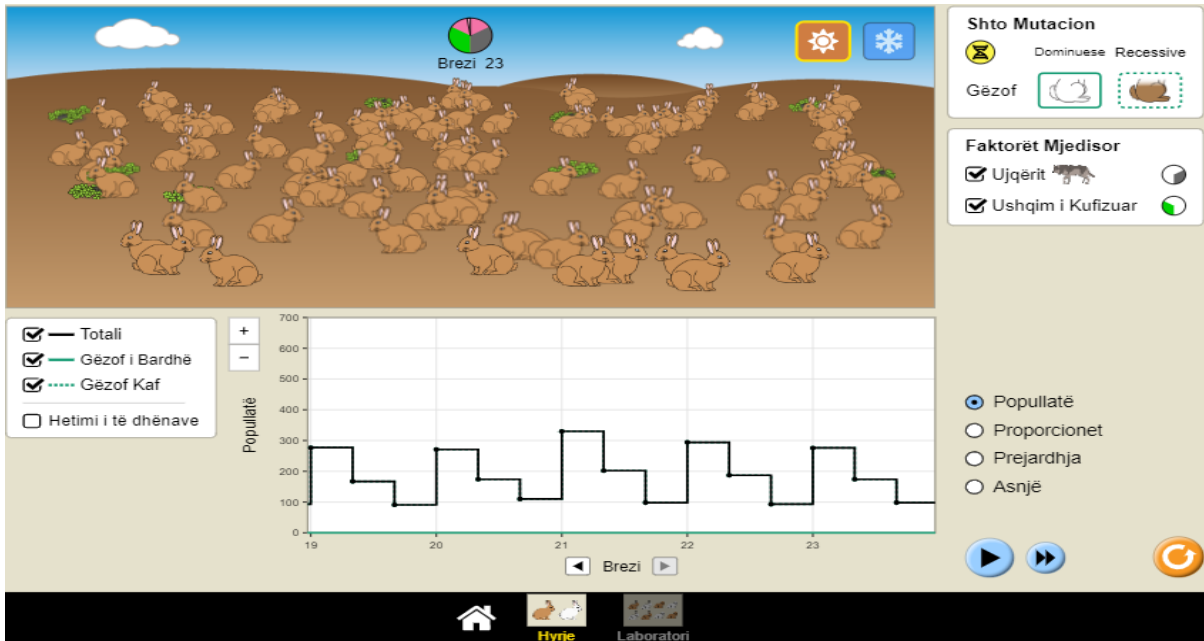 Brezi 23
Shto Mutacion
Dominuese Recessive
Gëzof
Faktorët Mjedisor
Ujqërit
Ushqim i Kufizuar
Totali
Gëzof i Bardhë
Gëzof Kaf
Hetimi i të dhënave
+
−
Popullatë
700
600
500
400
300
200
100
0
19 20 21 22 23
Brezi
Popullatë
Proporcionet
Prejardhja
Asnjë
Hyrje Laboratori